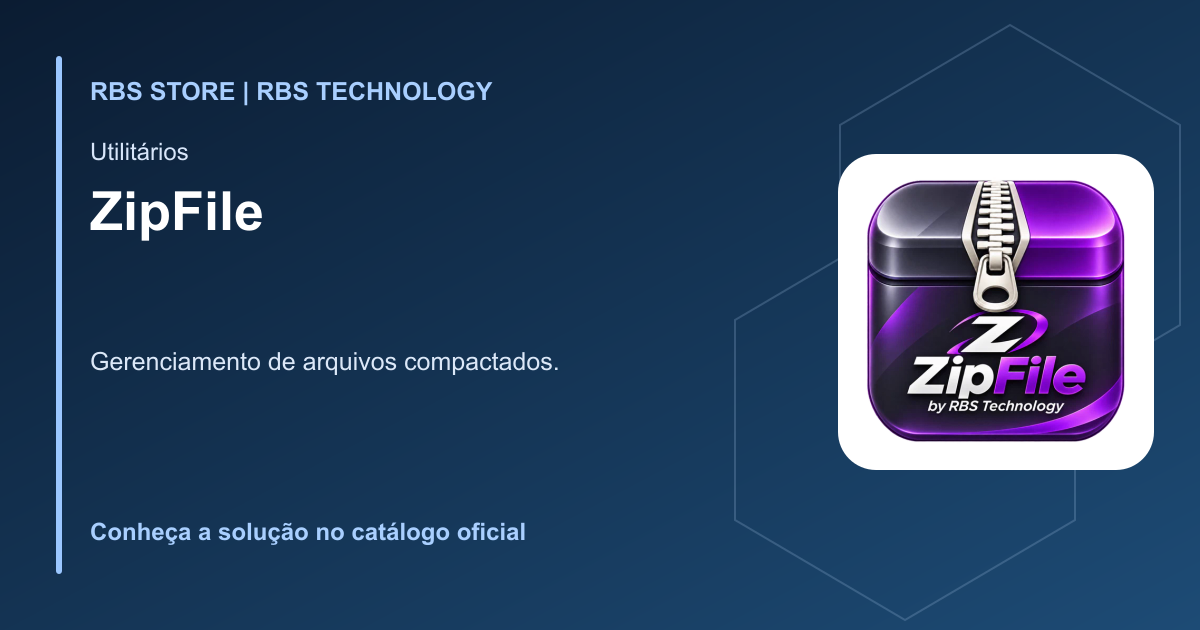 RBS STORE | RBS TECHNOLOGY
Utilitários
ZipFile
Gerenciamento de arquivos compactados.
Conheça a solução no catálogo oficial
Z
ZipFile
by RBS Technology